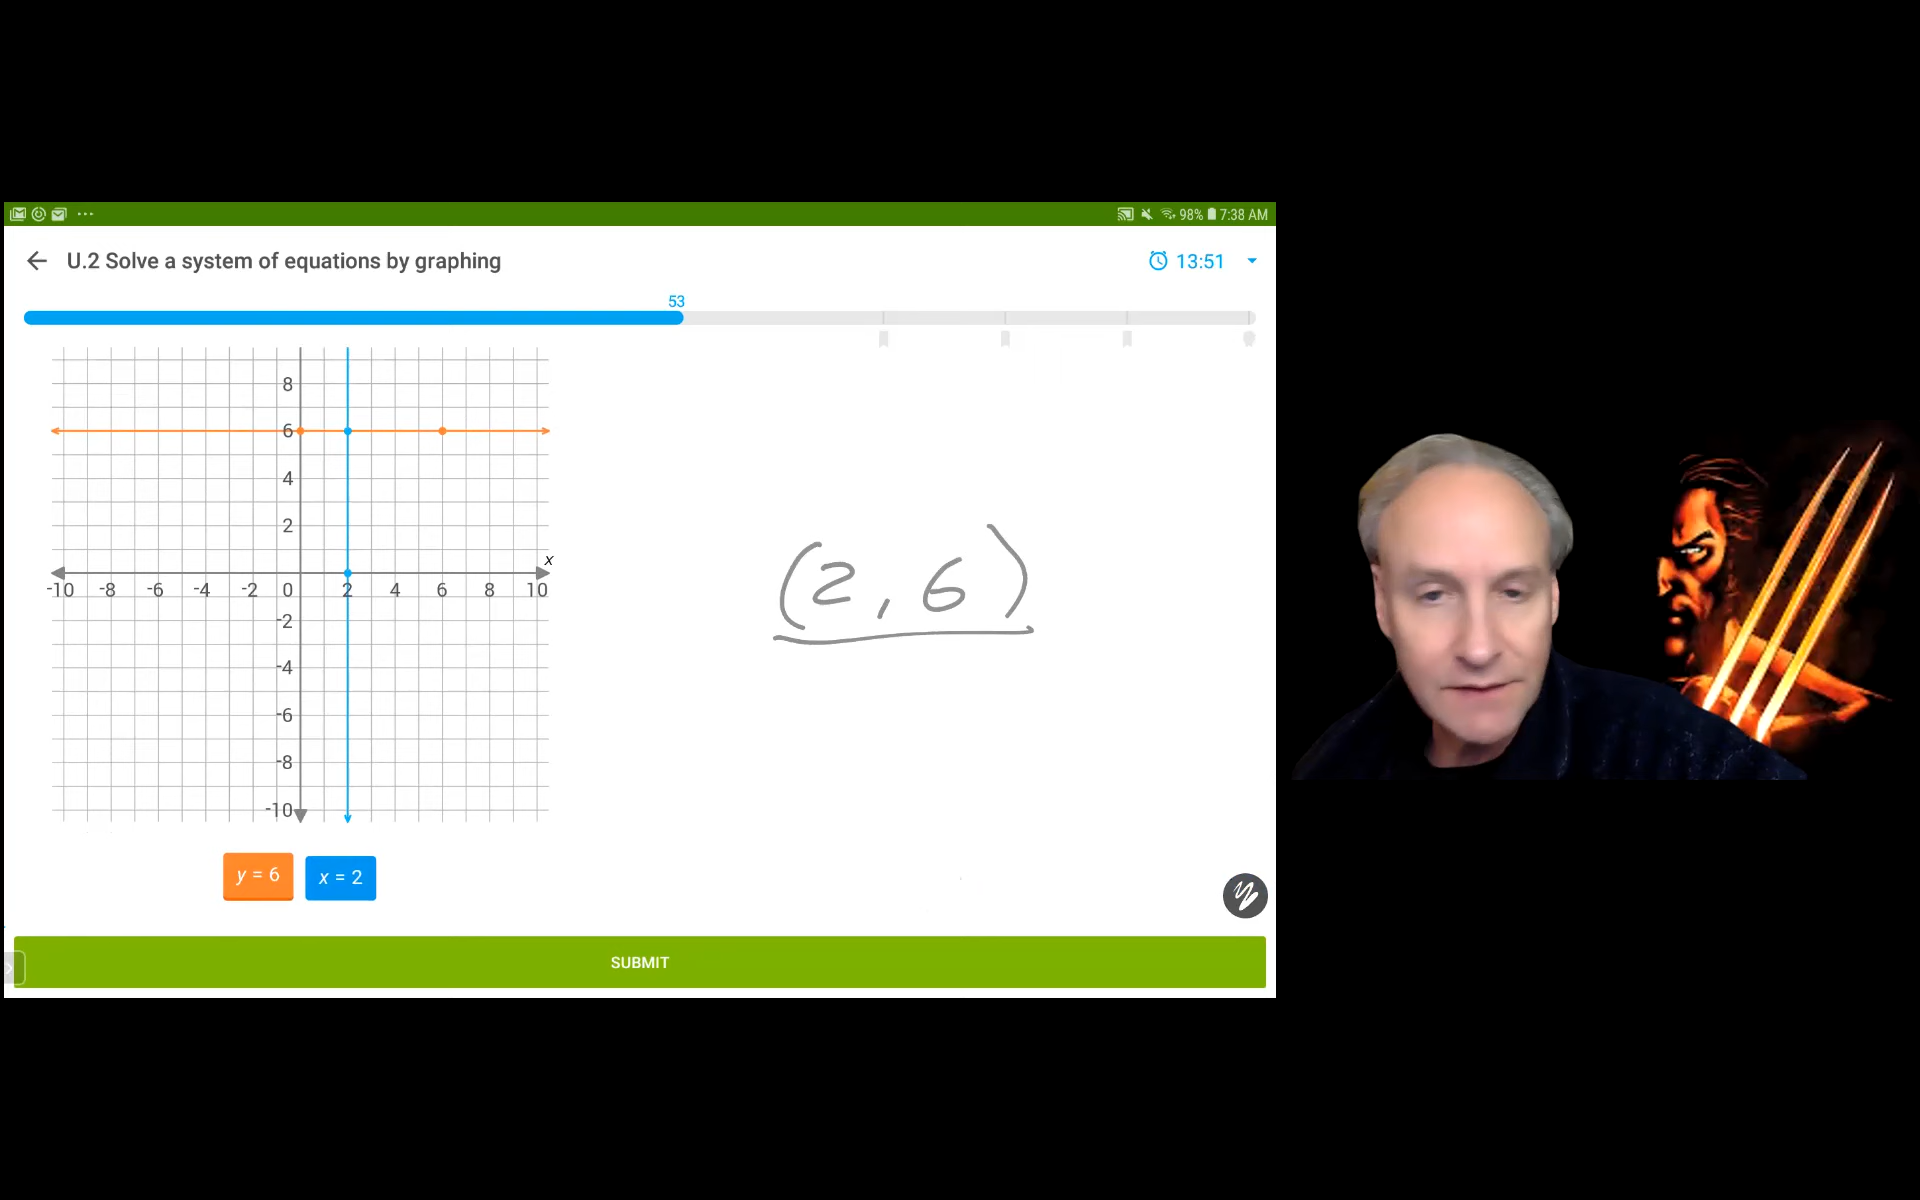 98% 7:38 AM
U.2 Solve a system of equations by graphing
13:51
53
8
6
4
2
x
-10 -8 -6 -4 -2 0 2 4 6 8 10
-2
-4
-6
-8
-10
(2, 6)
y = 6 x = 2
SUBMIT